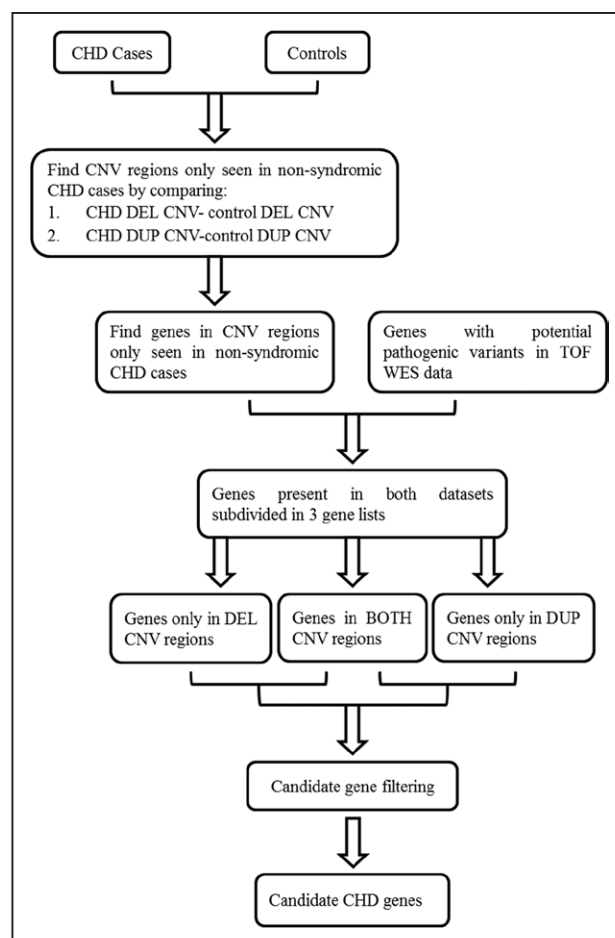 CHD Cases
Controls
Find CNV regions only seen in non-syndromic
CHD cases by comparing:
1. CHD DEL CNV- control DEL CNV
2. CHD DUP CNV-control DUP CNV
Find genes in CNV regions
only seen in non-syndromic
CHD cases
Genes with potential
pathogenic variants in TOF
WES data
Genes present in both datasets
subdivided in 3 gene lists
Genes only in DEL
CNV regions
Genes in BOTH
CNV regions
Genes only in DUP
CNV regions
Candidate gene filtering
Candidate CHD genes